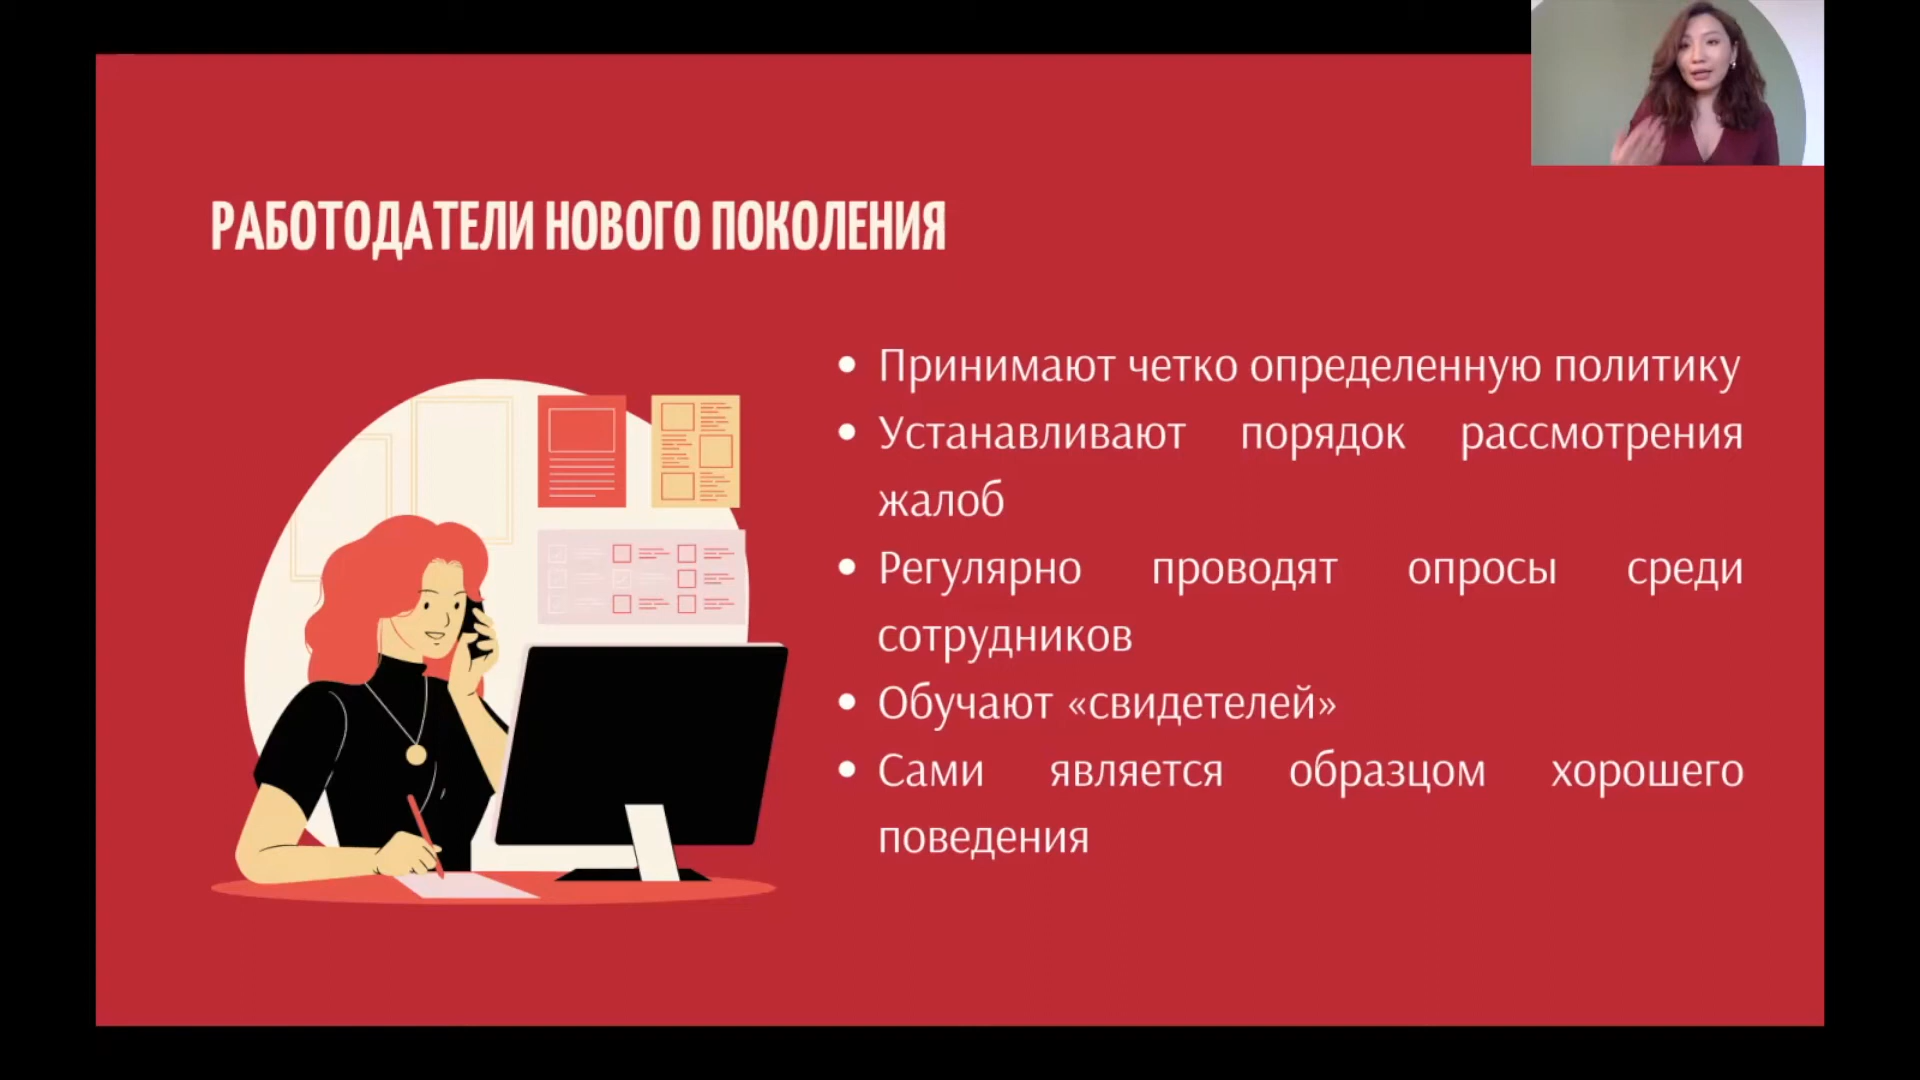 РАБОТОДАТЕЛИ НОВОГО ПОКОЛЕНИЯ
• Принимают четко определенную политику
• Устанавливают порядок рассмотрения
жалоб
• Регулярно проводят опросы среди
сотрудников
• Обучают «свидетелей»
• Сами является образцом хорошего
поведения